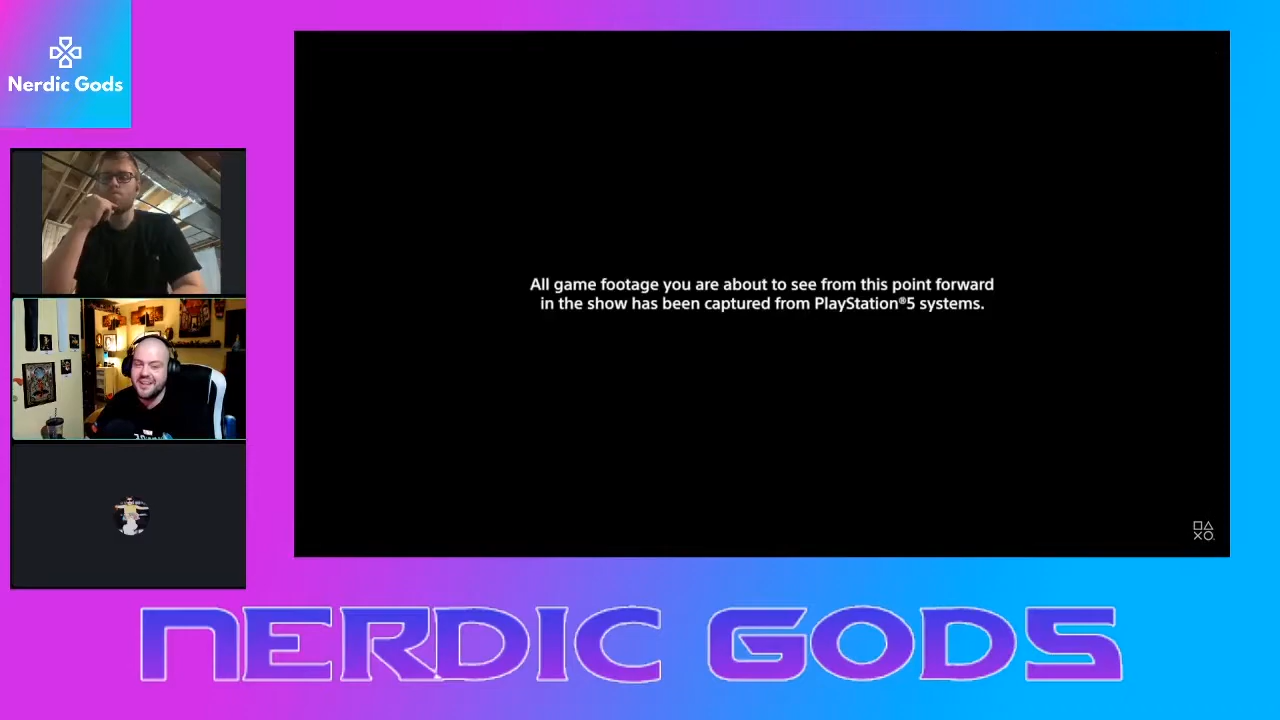 Nerdic Gods
All game footage you are about to see from this point forward
in the show has been captured from PlayStation®5 systems.
NERDIC GODS